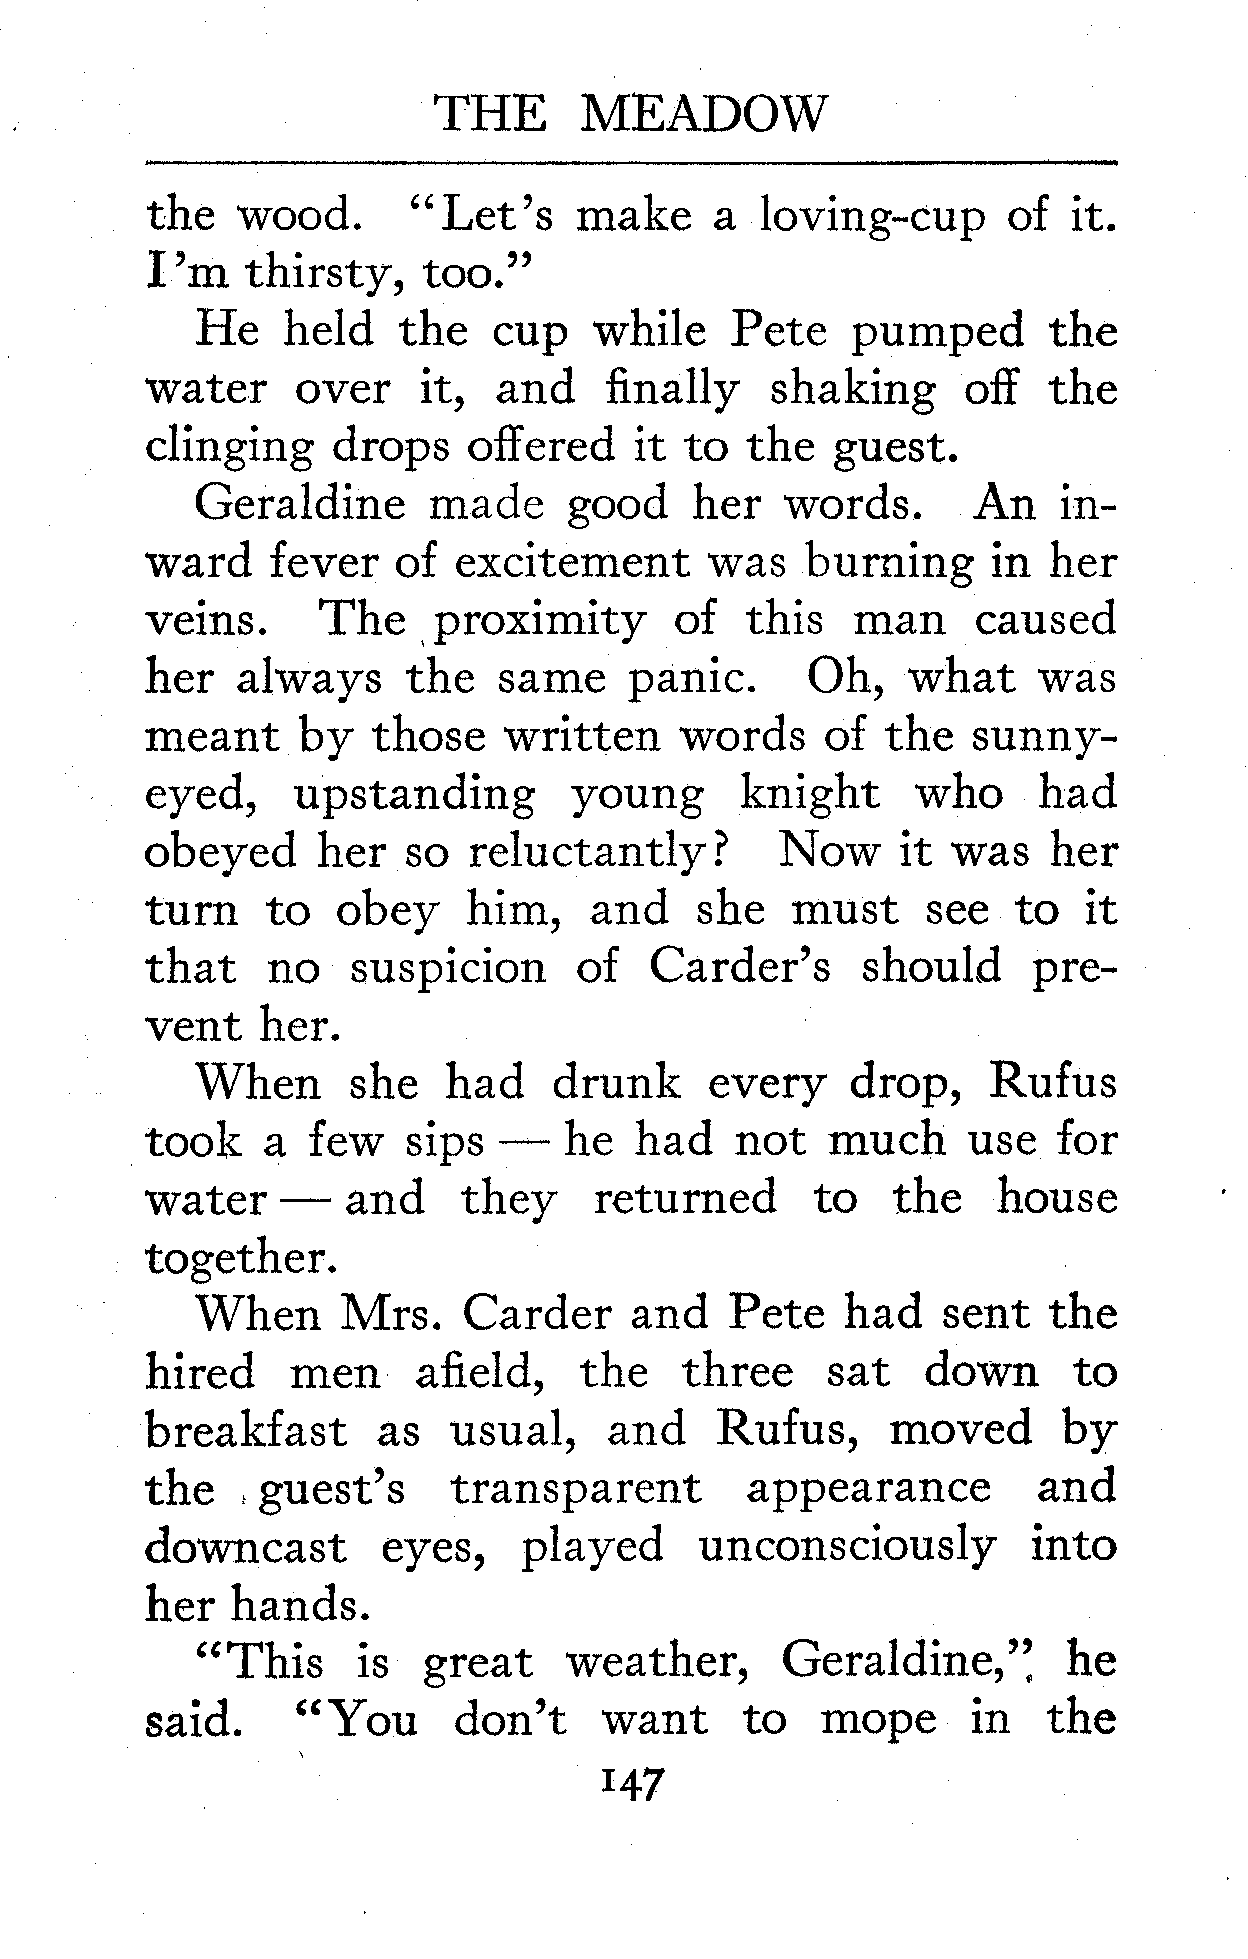 THE MEADOW
the wood. "Let's make a loving-cup of it.
I'm thirsty, too."
He held the cup while Pete pumped the
water over it, and finally shaking off the
clinging drops offered it to the guest.
Geraldine made good her words. An in-
ward fever of excitement was burning in her
veins. The proximity of this man caused
her always the same panic. Oh, what was
meant by those written words of the sunny-
eyed, upstanding young knight who had
obeyed her so reluctantly? Now it was her
turn to obey him, and she must see to it
that no suspicion of Carder's should pre-
vent her.
When she had drunk every drop, Rufus
took a few sips — he had not much use for
water — and they returned to the house
together.
When Mrs. Carder and Pete had sent the
hired men afield, the three sat down to
breakfast as usual, and Rufus, moved by
the guest's transparent appearance and
downcast eyes, played unconsciously into
her hands.
"This is great weather, Geraldine," he
said. "You don't want to mope in the
147